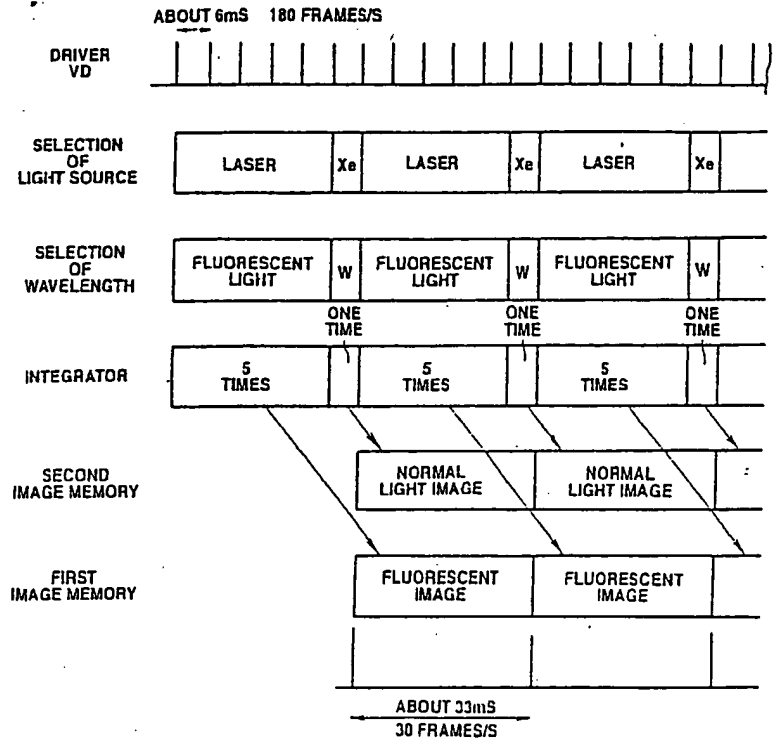 ABOUT 6mS 180 FRAMES/S
DRIVER
VD
SELECTION
OF
LIGHT SOURCE
LASER Xe LASER Xe LASER Xe
SELECTION
OF
WAVELENGTH
FLUORESCENT
LIGHT
W
FLUORESCENT
LIGHT
W
FLUORESCENT
LIGHT
W
ONE
TIME
ONE
TIME
ONE
TIME
INTEGRATOR
5
TIMES
5
TIMES
5
TIMES
SECOND
IMAGE MEMORY
NORMAL
LIGHT IMAGE
NORMAL
LIGHT IMAGE
FIRST
IMAGE MEMORY
FLUORESCENT
IMAGE
FLUORESCENT
IMAGE
ABOUT 33mS
30 FRAMES/S